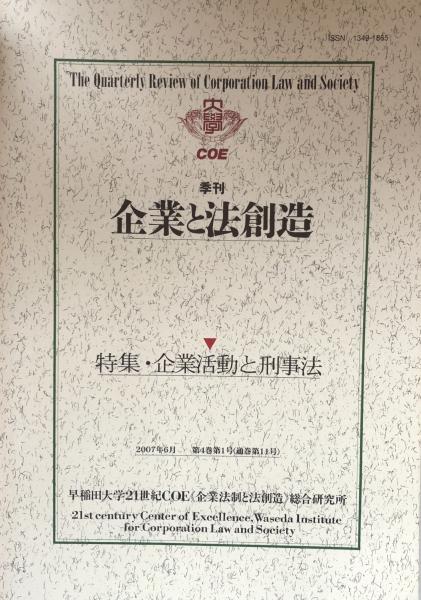 ISSN 1349-1865
The Quarterly Review of Corporation Law and Society
大學
COE
季刊
企業と法創造
特集・企業活動と刑事法
2007年6月 第4巻第1号(通巻第11号)
早稲田大学21世紀COE《企業法制と法創造》総合研究所
21st century Center of Excellence, Waseda Institute
for Corporation Law and Society